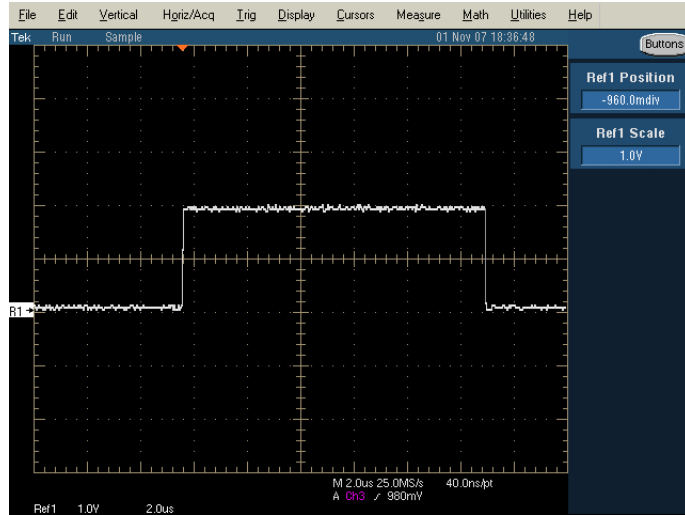 File Edit Vertical Horiz/Acq Trig Display Cursors Measure Math Utilities Help
Tek Run Sample 01 Nov 07 18:36:48
Buttons
Ref1 Position
-960.0mdiv
Ref1 Scale
1.0V
R1
M 2.0us 25.0MS/s 40.0ns/pt
A Ch3 / 980mV
Ref1 1.0V 2.0us